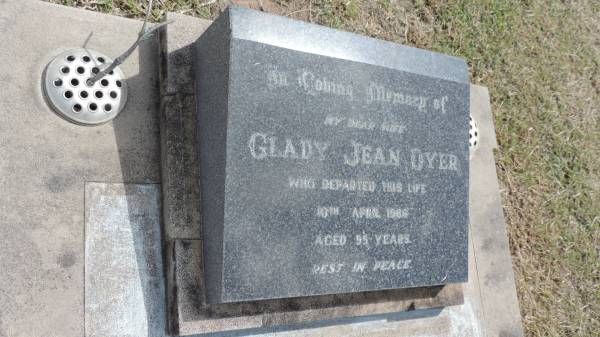 In Loving Memory of
MY DEAR WIFE
GLADY JEAN DYER
WHO DEPARTED THIS LIFE
10TH APRIL 1966
AGED 55 YEARS.
REST IN PEACE.